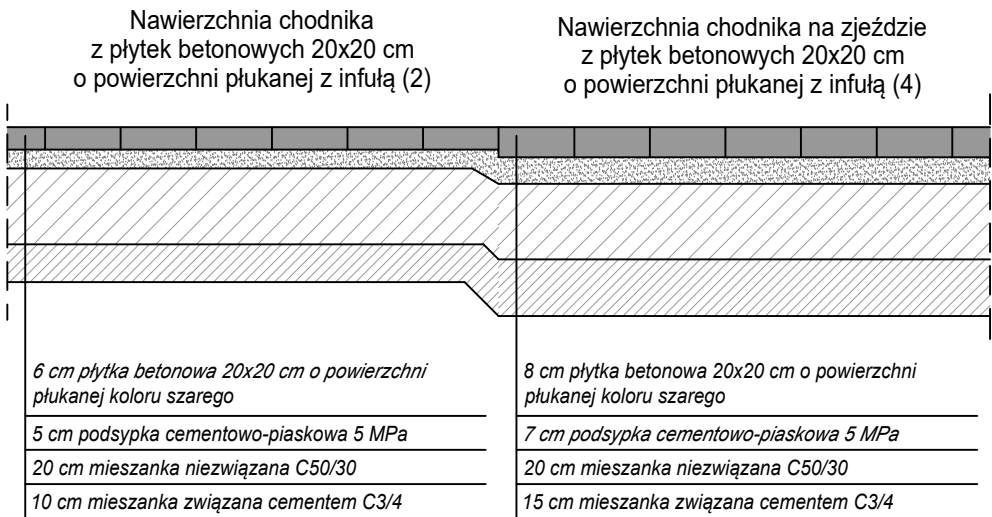 Nawierzchnia chodnika
z płytek betonowych 20x20 cm
o powierzchni płukanej z infułą (2)
Nawierzchnia chodnika na zjeździe
z płytek betonowych 20x20 cm
o powierzchni płukanej z infułą (4)
6 cm płytka betonowa 20x20 cm o powierzchni
płukanej koloru szarego
5 cm podsypka cementowo-piaskowa 5 MPa
20 cm mieszanka niezwiązana C50/30
10 cm mieszanka związana cementem C3/4
8 cm płytka betonowa 20x20 cm o powierzchni
płukanej koloru szarego
7 cm podsypka cementowo-piaskowa 5 MPa
20 cm mieszanka niezwiązana C50/30
15 cm mieszanka związana cementem C3/4